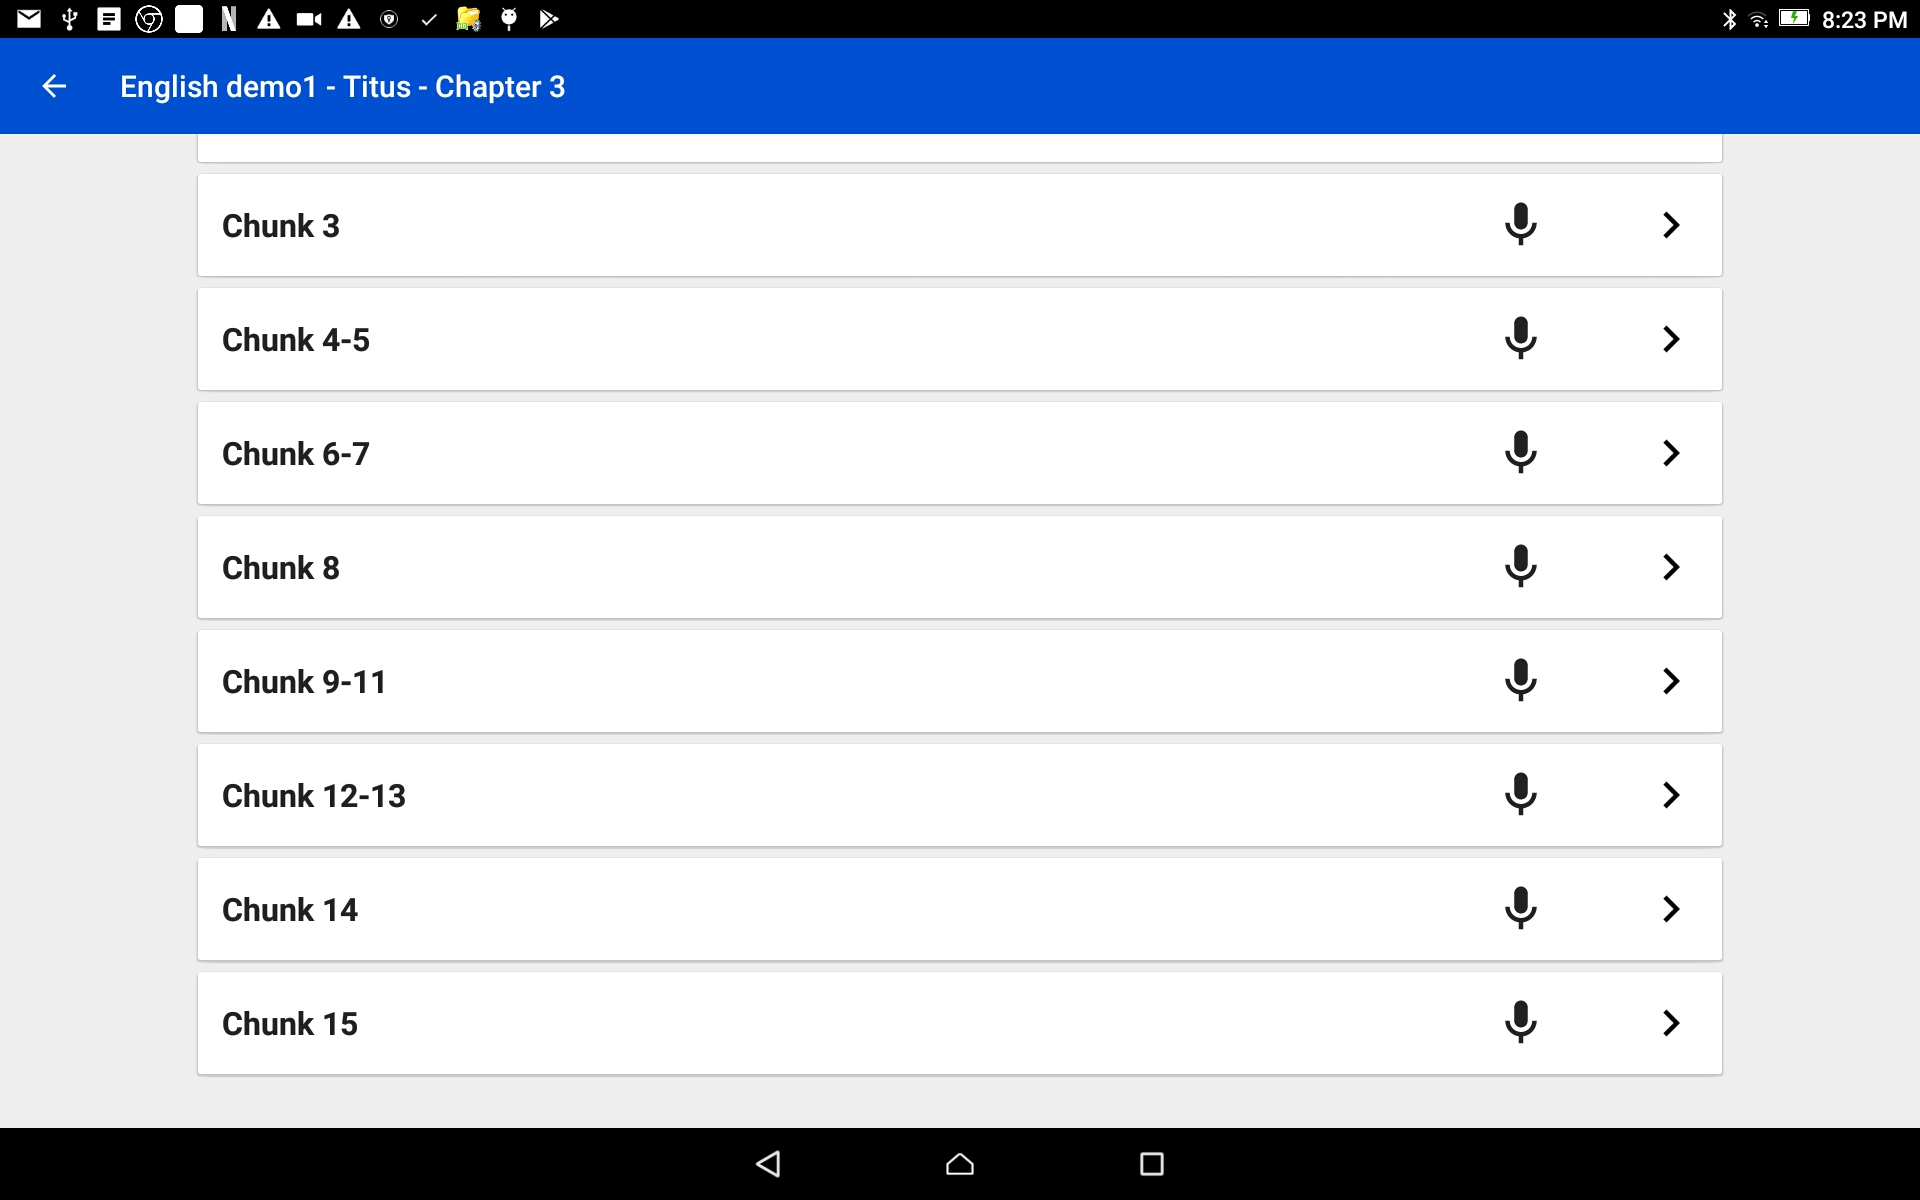 8:23 PM
English demo1 - Titus - Chapter 3
Chunk 3
Chunk 4-5
Chunk 6-7
Chunk 8
Chunk 9-11
Chunk 12-13
Chunk 14
Chunk 15